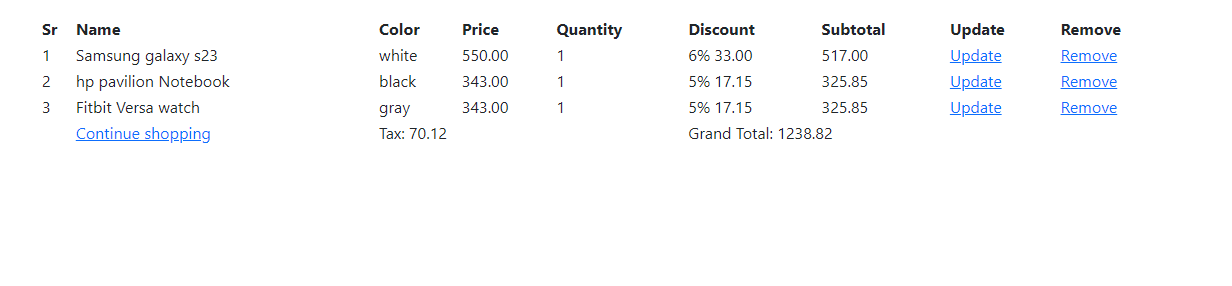 Sr Name Color Price Quantity Discount Subtotal Update Remove
1 Samsung galaxy s23 white 550.00 1 6% 33.00 517.00 Update Remove
2 hp pavilion Notebook black 343.00 1 5% 17.15 325.85 Update Remove
3 Fitbit Versa watch gray 343.00 1 5% 17.15 325.85 Update Remove
Continue shopping Tax: 70.12 Grand Total: 1238.82